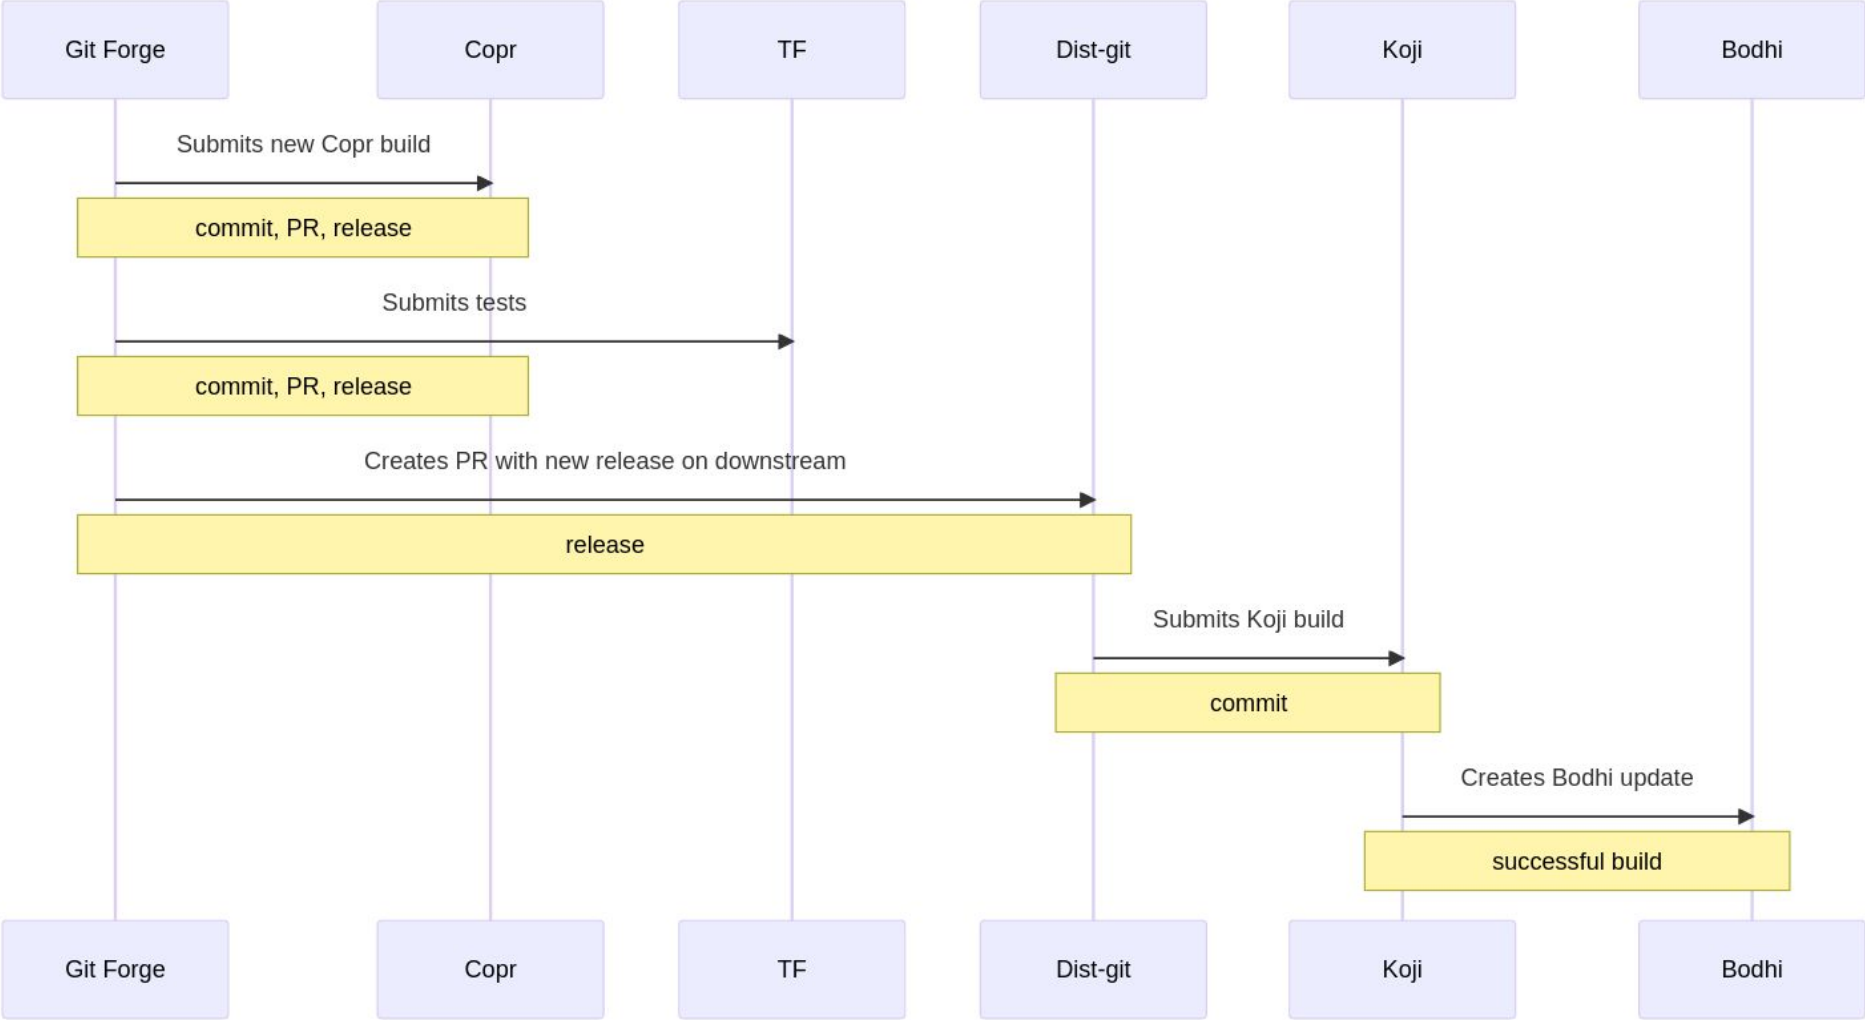 Git Forge
Copr
TF
Dist-git
Koji
Bodhi
Submits new Copr build
commit, PR, release
Submits tests
commit, PR, release
Creates PR with new release on downstream
release
Submits Koji build
commit
Creates Bodhi update
successful build
Git Forge
Copr
TF
Dist-git
Koji
Bodhi